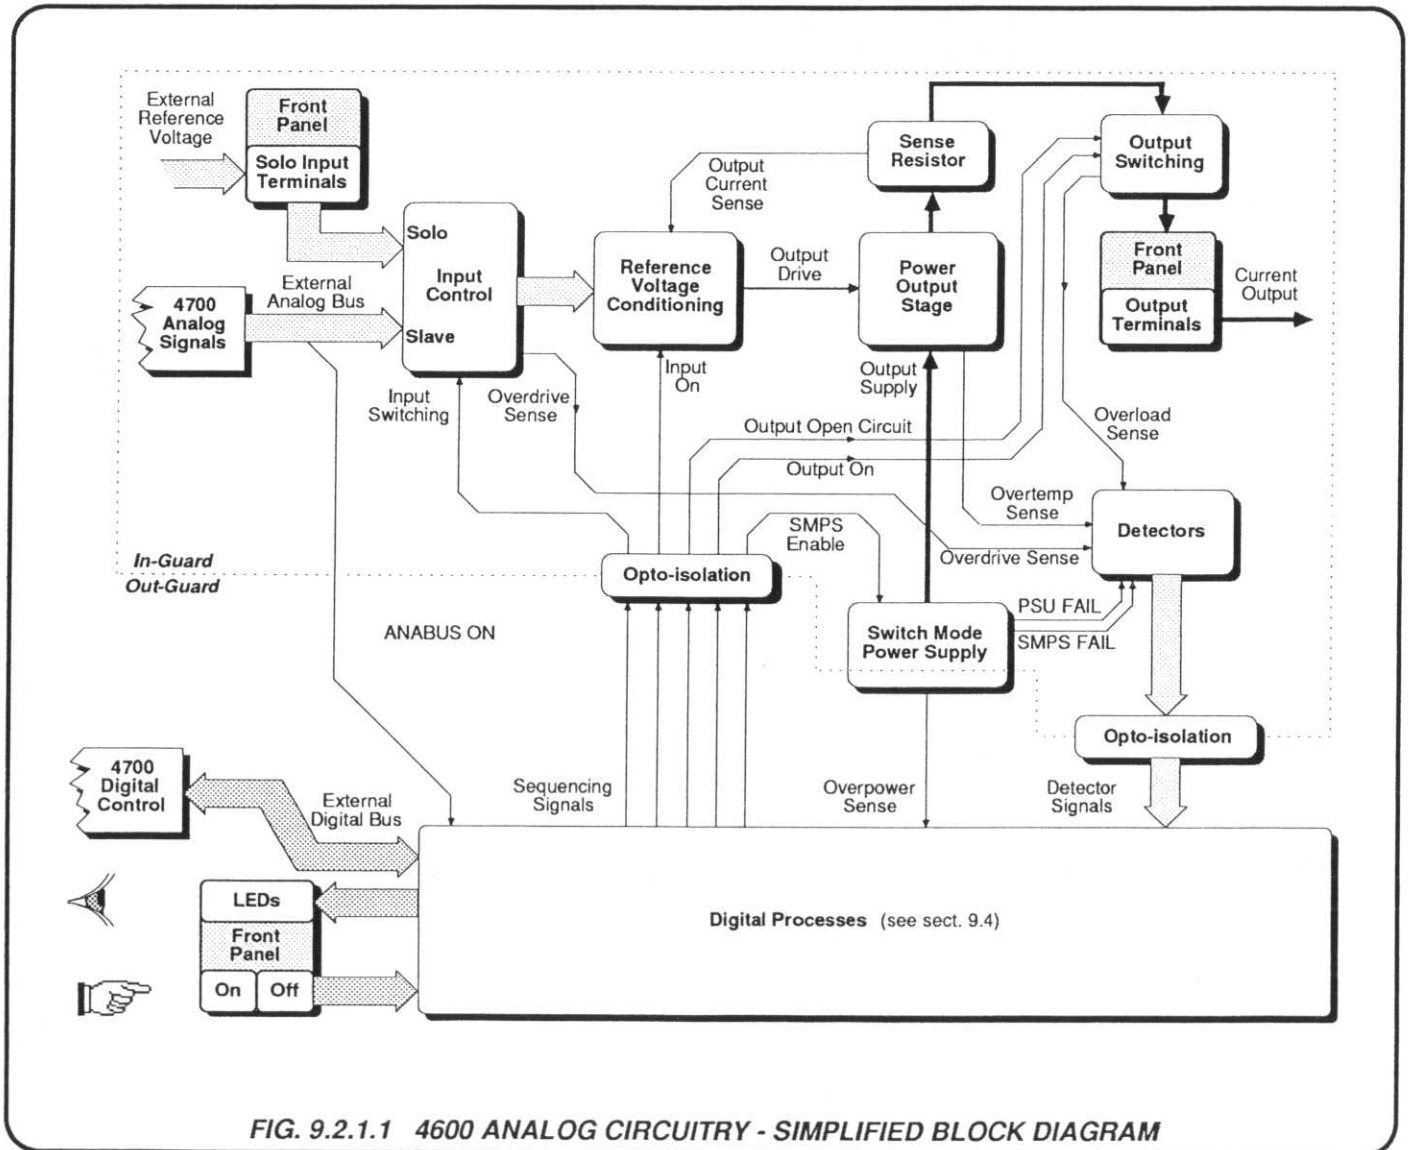 External
Reference
Voltage
Front
Panel
Solo Input
Terminals
Sense
Resistor
Output
Switching
Output
Current
Sense
Solo
Input
Control
Slave
External
Analog Bus
4700
Analog
Signals
Reference
Voltage
Conditioning
Output
Drive
Power
Output
Stage
Front
Panel
Output
Terminals
Current
Output
Input
Switching
Overdrive
Sense
Input
On
Output
Supply
Output Open Circuit
Output On
Overload
Sense
Overtemp
Sense
Detectors
SMPS
Enable
Overdrive Sense
In-Guard
Out-Guard
Opto-isolation
ANABUS ON
Switch Mode
Power Supply
PSU FAIL
SMPS FAIL
Opto-isolation
4700
Digital
Control
External
Digital Bus
Sequencing
Signals
Overpower
Sense
Detector
Signals
LEDs
Front
Panel
On
Off
Digital Processes (see sect. 9.4)
FIG. 9.2.1.1 4600 ANALOG CIRCUITRY - SIMPLIFIED BLOCK DIAGRAM